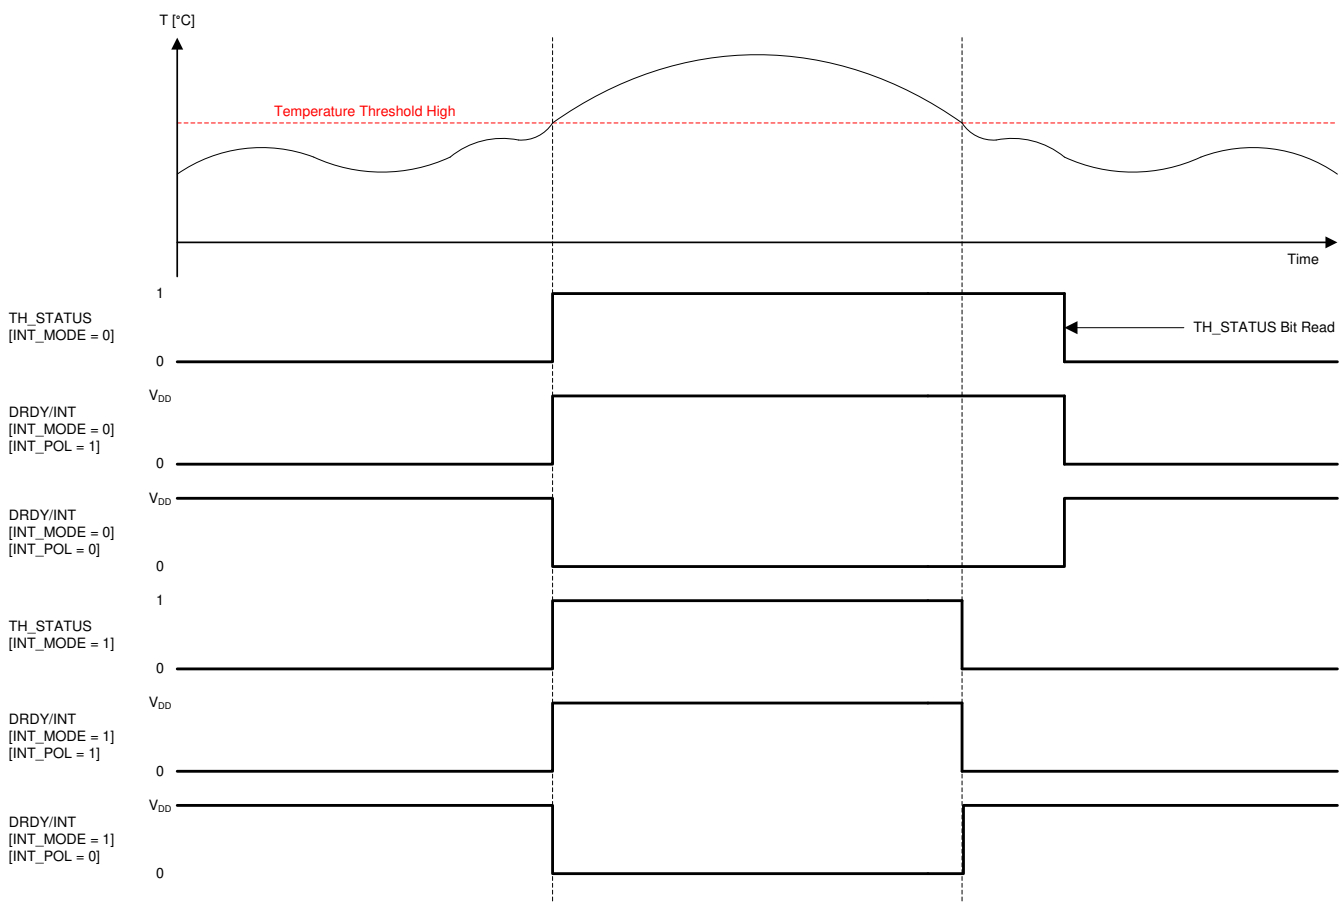 T [°C]
Temperature Threshold High
Time
1
TH_STATUS
[INT_MODE = 0]
TH_STATUS Bit Read
0
VDD
DRDY/INT
[INT_MODE = 0]
[INT_POL = 1]
0
VDD
DRDY/INT
[INT_MODE = 0]
[INT_POL = 0]
0
1
TH_STATUS
[INT_MODE = 1]
0
VDD
DRDY/INT
[INT_MODE = 1]
[INT_POL = 1]
0
VDD
DRDY/INT
[INT_MODE = 1]
[INT_POL = 0]
0